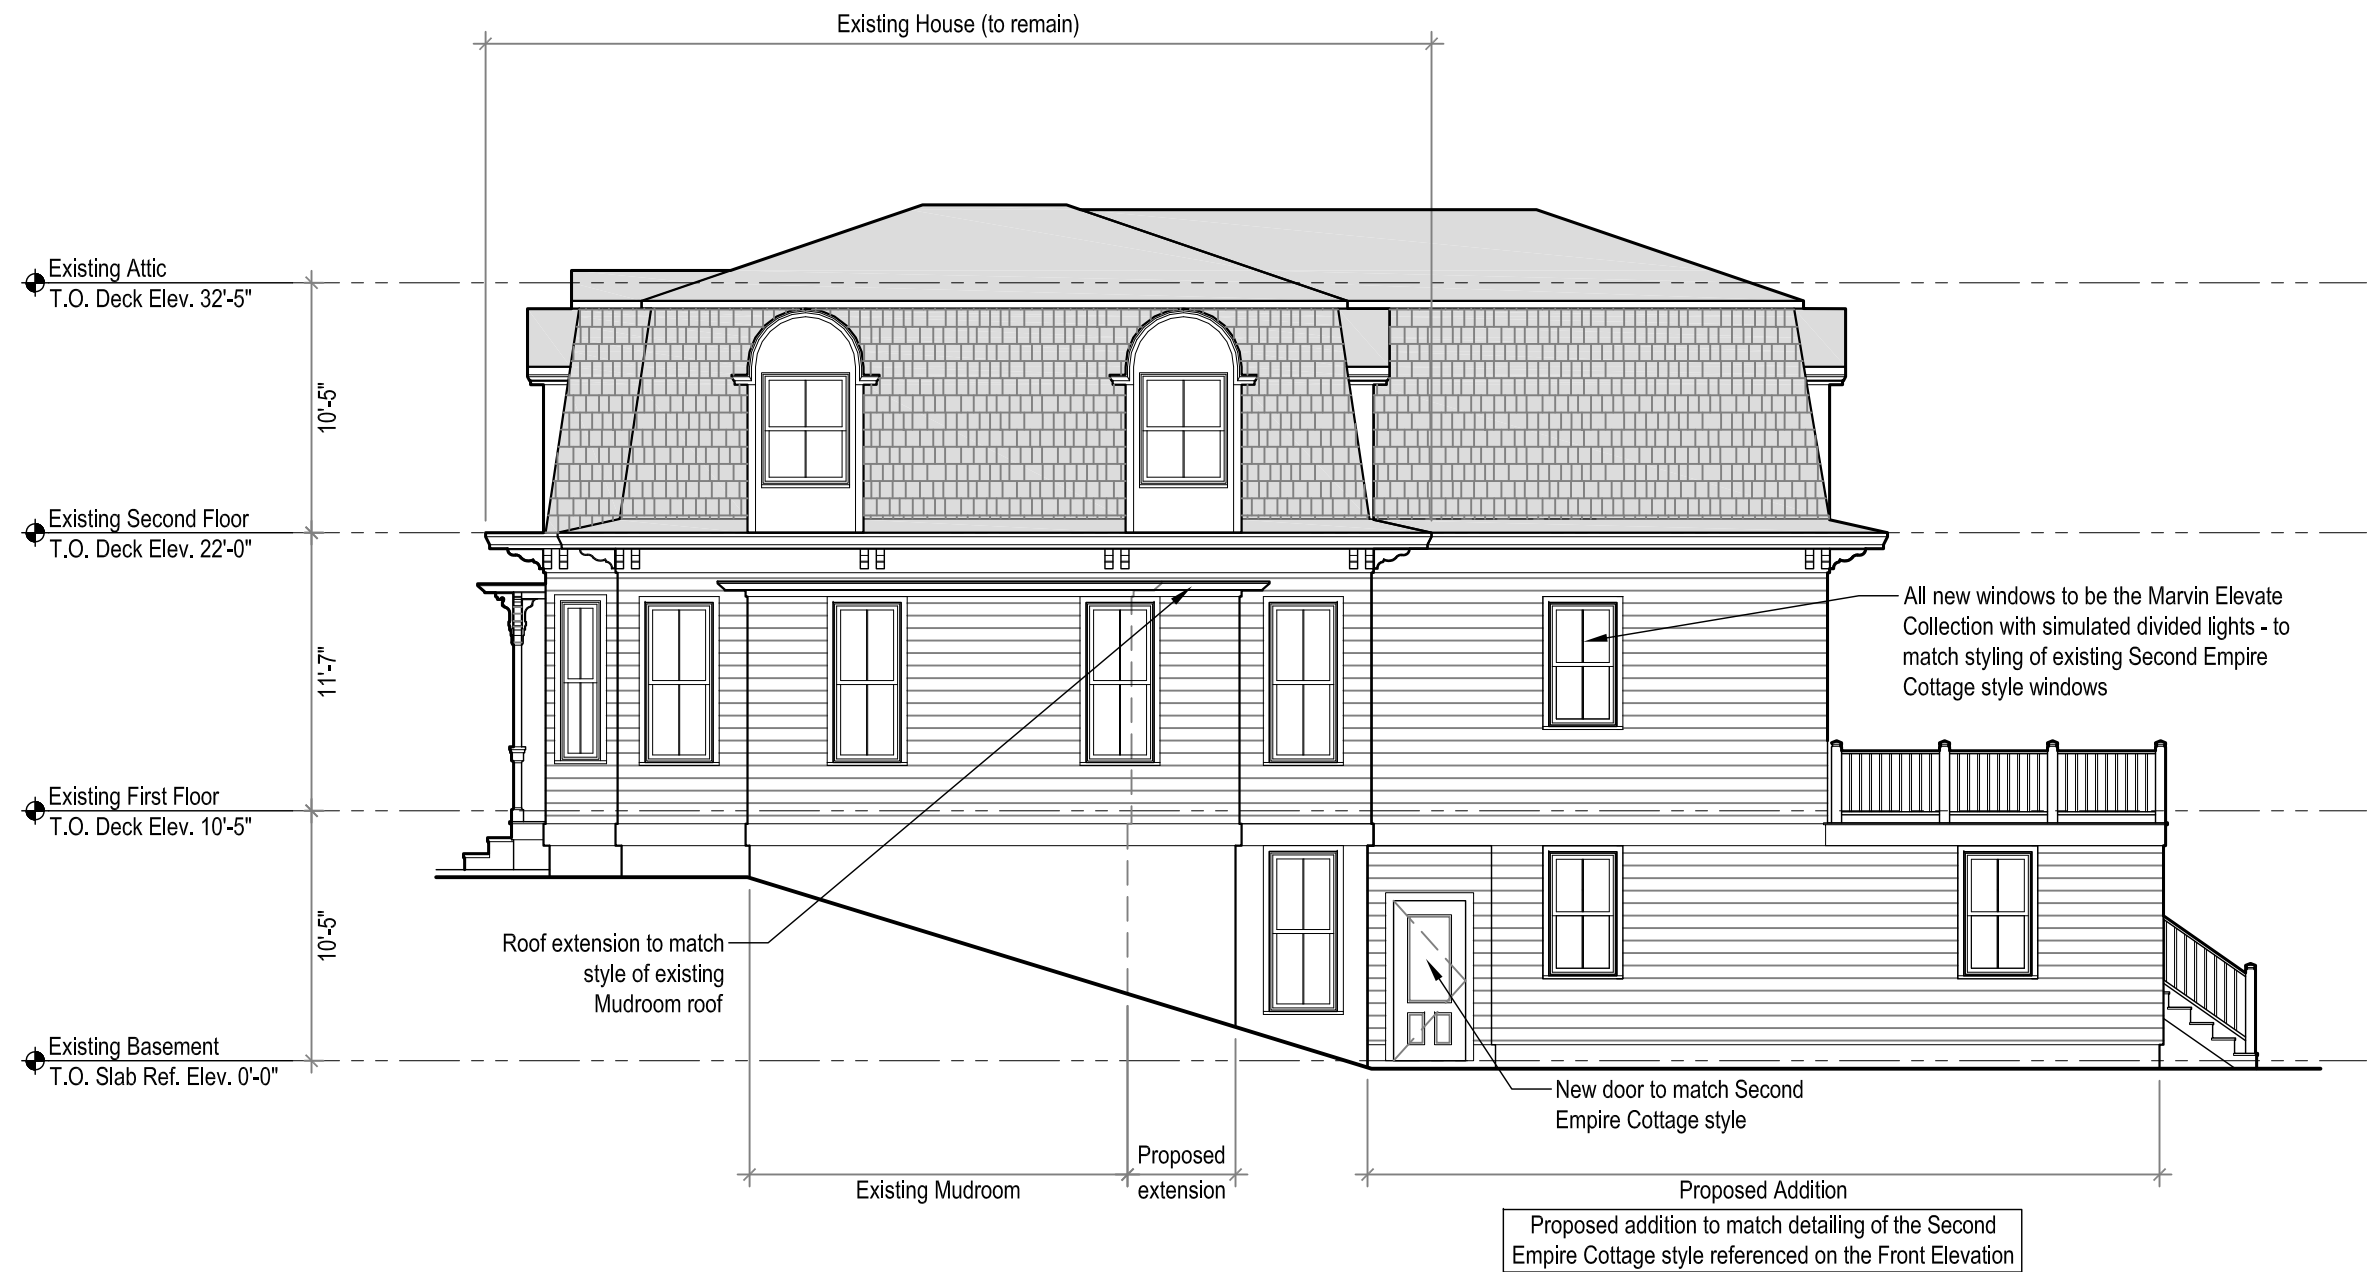 Existing House (to remain)
Existing Attic
T.O. Deck Elev. 32'-5"
10'-5"
Existing Second Floor
T.O. Deck Elev. 22'-0"
All new windows to be the Marvin Elevate
Collection with simulated divided lights - to
match styling of existing Second Empire
Cottage style windows
11'-7"
Existing First Floor
T.O. Deck Elev. 10'-5"
10'-5"
Roof extension to match
style of existing
Mudroom roof
Existing Basement
T.O. Slab Ref. Elev. 0'-0"
New door to match Second
Empire Cottage style
Existing Mudroom
Proposed
extension
Proposed Addition
Proposed addition to match detailing of the Second
Empire Cottage style referenced on the Front Elevation